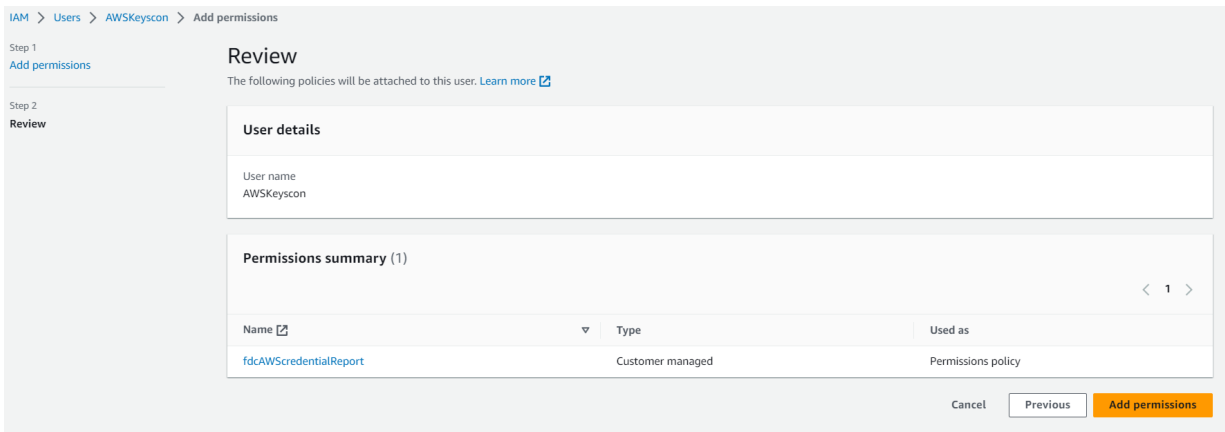 IAM > Users > AWSKeyscon > Add permissions
Step 1
Add permissions
Step 2
Review
Review
The following policies will be attached to this user. Learn more
User details
User name
AWSKeyscon
Permissions summary (1)
< 1 >
Name Type Used as
fdcAWScredentialReport Customer managed Permissions policy
Cancel Previous Add permissions